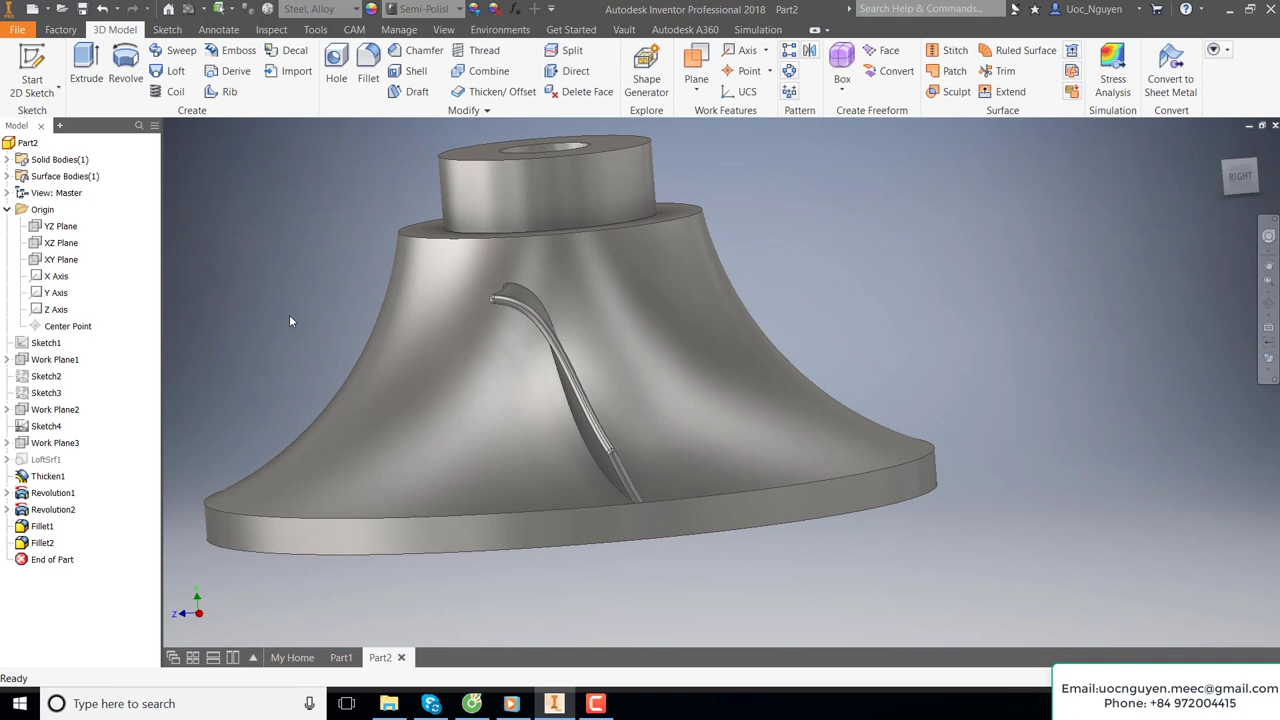 Steel, Alloy
Semi-Polisl
Autodesk Inventor Professional 2018 Part2
Search Help & Commands...
Uoc_Nguyen
File Factory 3D Model Sketch Annotate Inspect Tools CAM Manage View Environments Get Started Vault Autodesk A360 Simulation
Start
2D Sketch
Sketch
Extrude
Revolve
Sweep
Loft
Coil
Emboss
Derive
Rib
Decal
Import
Create
Hole
Fillet
Chamfer
Shell
Draft
Thread
Combine
Thicken/ Offset
Split
Direct
Delete Face
Modify
Shape
Generator
Explore
Plane
Axis
Point
UCS
Work Features
Pattern
Box
Face
Convert
Create Freeform
Stitch
Patch
Sculpt
Ruled Surface
Trim
Extend
Surface
Stress
Analysis
Simulation
Convert to
Sheet Metal
Convert
Model
Part2
Solid Bodies(1)
Surface Bodies(1)
View: Master
Origin
YZ Plane
XZ Plane
XY Plane
X Axis
Y Axis
Z Axis
Center Point
Sketch1
Work Plane1
Sketch2
Sketch3
Work Plane2
Sketch4
Work Plane3
LoftSrf1
Thicken1
Revolution1
Revolution2
Fillet1
Fillet2
End of Part
RIGHT
Z
My Home Part1 Part2
Ready
Type here to search
Email:uocnguyen.meec@gmail.com
Phone: +84 972004415